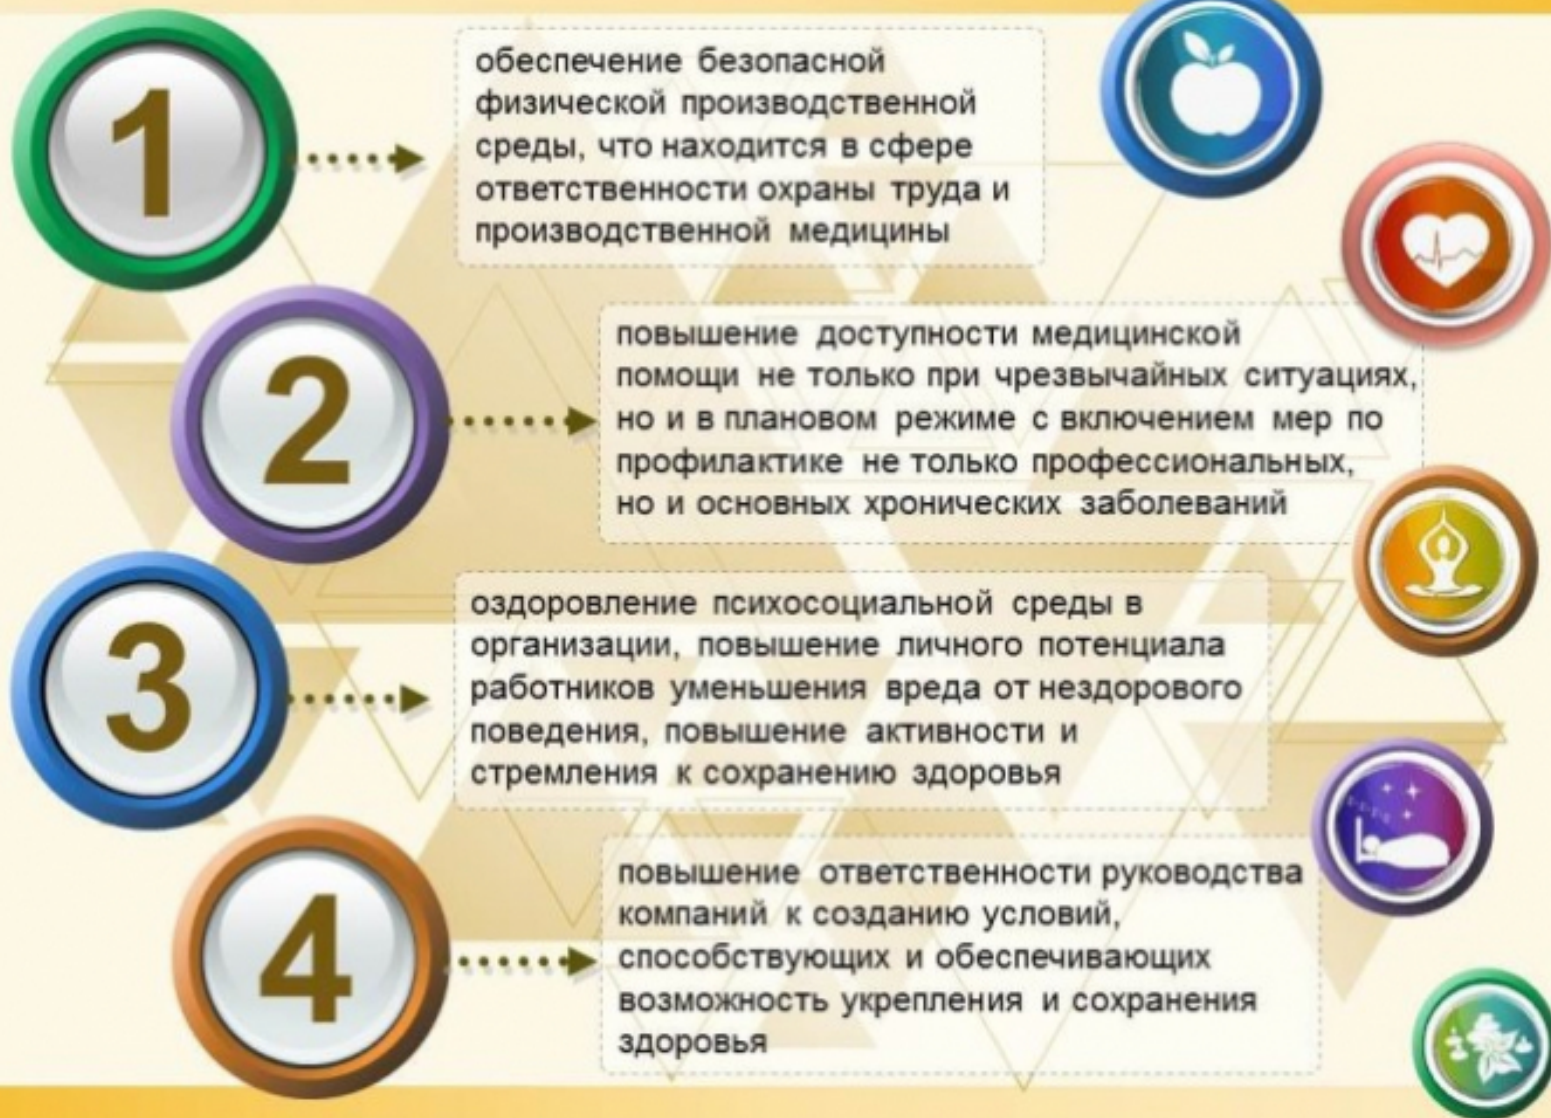 1
обеспечение безопасной
физической производственной
среды, что находится в сфере
ответственности охраны труда и
производственной медицины
2
повышение доступности медицинской
помощи не только при чрезвычайных ситуациях,
но и в плановом режиме с включением мер по
профилактике не только профессиональных,
но и основных хронических заболеваний
3
оздоровление психосоциальной среды в
организации, повышение личного потенциала
работников уменьшения вреда от нездорового
поведения, повышение активности и
стремления к сохранению здоровья
4
повышение ответственности руководства
компаний к созданию условий,
способствующих и обеспечивающих
возможность укрепления и сохранения
здоровья